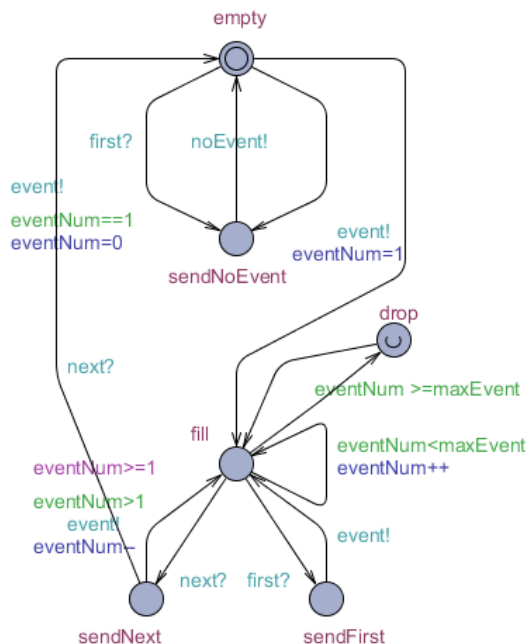 empty
first?
noEvent!
event!
eventNum==1
eventNum=0
sendNoEvent
event!
eventNum=1
drop
next?
eventNum >=maxEvent
fill
eventNum<maxEvent
eventNum++
eventNum>=1
eventNum>1
event!
eventNum--
event!
next?
first?
sendNext
sendFirst